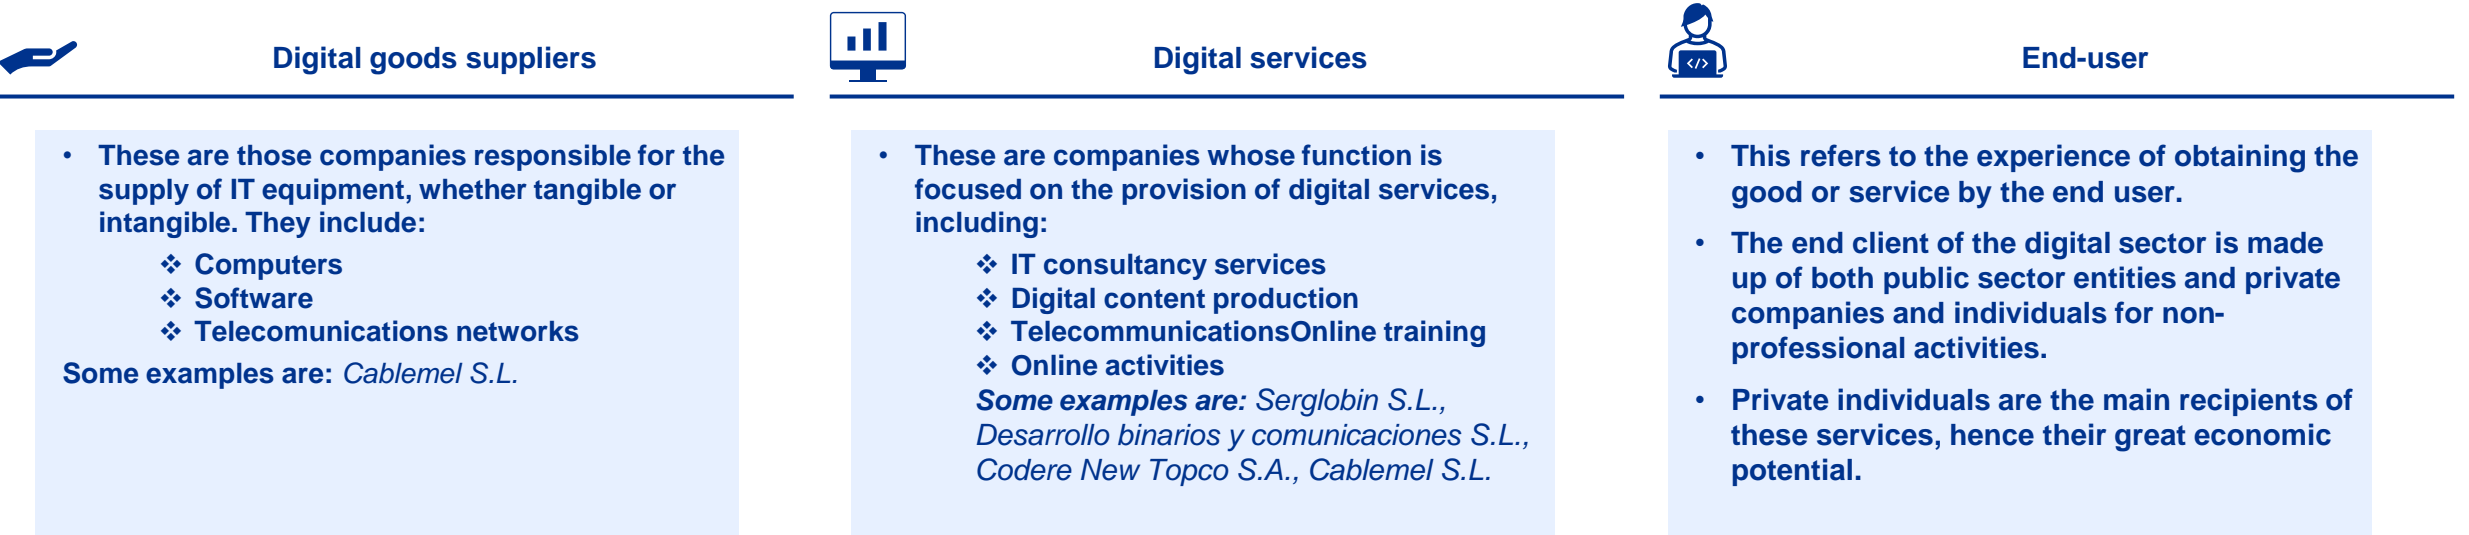 Digital goods suppliers
• These are those companies responsible for the
supply of IT equipment, whether tangible or
intangible. They include:
❖ Computers
❖ Software
❖ Telecomunications networks
Some examples are: Cablemel S.L.
Digital services
• These are companies whose function is
focused on the provision of digital services,
including:
❖ IT consultancy services
❖ Digital content production
❖ TelecommunicationsOnline training
❖ Online activities
Some examples are: Serglobin S.L.,
Desarrollo binarios y comunicaciones S.L.,
Codere New Topco S.A., Cablemel S.L.
</>
End-user
• This refers to the experience of obtaining the
good or service by the end user.
• The end client of the digital sector is made
up of both public sector entities and private
companies and individuals for non-
professional activities.
• Private individuals are the main recipients of
these services, hence their great economic
potential.